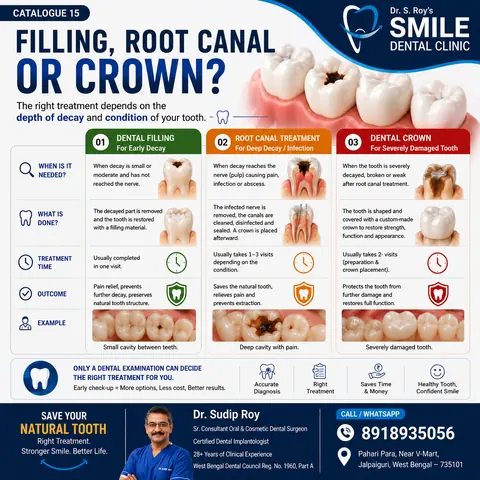 CATALOGUE 15
Dr. S. Roy's
SMILE
DENTAL CLINIC
FILLING, ROOT CANAL
OR CROWN?
The right treatment depends on the
depth of decay and condition of your tooth.
01
DENTAL FILLING
For Early Decay
02
ROOT CANAL TREATMENT
For Deep Decay / Infection
03
DENTAL CROWN
For Severely Damaged Tooth
WHEN IS IT
NEEDED?
When decay is small or
moderate and has not
reached the nerve.
When decay reaches the
nerve (pulp) causing pain,
infection or abscess.
When the tooth is severely
decayed, broken or weak
after root canal treatment.
WHAT IS
DONE?
The decayed part is removed
and the tooth is restored
with a filling material.
The infected nerve is
removed, the canals are
cleaned, disinfected and
sealed. A crown is placed
afterward.
The tooth is shaped and
covered with a custom-made
crown to restore strength,
function and appearance.
TREATMENT
TIME
Usually completed
in one visit.
Usually takes 1–3 visits
depending on the
condition.
Usually takes 2- visits
(preparation &
crown placement).
OUTCOME
Pain relief, prevents
further decay, preserves
natural tooth structure.
Saves the natural tooth,
relieves pain and
prevents extraction.
Protects the tooth from
further damage and
restores full function.
EXAMPLE
Small cavity between teeth.
Deep cavity with pain.
Severely damaged tooth.
ONLY A DENTAL EXAMINATION CAN DECIDE
THE RIGHT TREATMENT FOR YOU.
Early check-up = More options, Less cost, Better results.
Accurate
Diagnosis
Right
Treatment
Saves Time
& Money
Healthy Tooth,
Confident Smile
SAVE YOUR
NATURAL TOOTH
Right Treatment.
Stronger Smile. Better Life.
Dr. Sudip Roy
Sr. Consultant Oral & Cosmetic Dental Surgeon
Certified Dental Implantologist
28+ Years of Clinical Experience
West Bengal Dental Council Reg. No. 1960, Part A
CALL / WHATSAPP
8918935056
Pahari Para, Near V-Mart,
Jalpaiguri, West Bengal – 735101